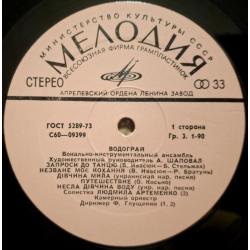 МИНИСТЕРСТВО КУЛЬТУРЫ СССР
МЕЛОДИЯ
ВСЕСОЮЗНАЯ ФИРМА ГРАМПЛАСТИНОК
СТЕРЕО 33
АПРЕЛЕВСКИЙ ОРДЕНА ЛЕНИНА ЗАВОД
ГОСТ 5289-73 1 сторона
С60—09399 Гр. 3. 1-90
ВОДОГРАЙ
Вокально-инструментальный ансамбль
Художественный руководитель А. ШАПОВАЛ
ЗАПРОСИ ДО ТАНЦЮ (В. Ивасюк—Б. Стельмах)
НЕЗВАНЕ МОЄ КОХАННЯ (В. Ивасюк—Р. Братунь)
ДІВЧИНА МИЛА (украинская нар. песня)
ПУТЕШЕСТВИЕ (О. Косько)
НЕСЛА ДІВЧИНА ВОДУ (укр. нар. песня)
Солистка ЛЮДМИЛА АРТЕМЕНКО (3)
Камерный оркестр
Дирижер Ф. Глущенко (1, 2)